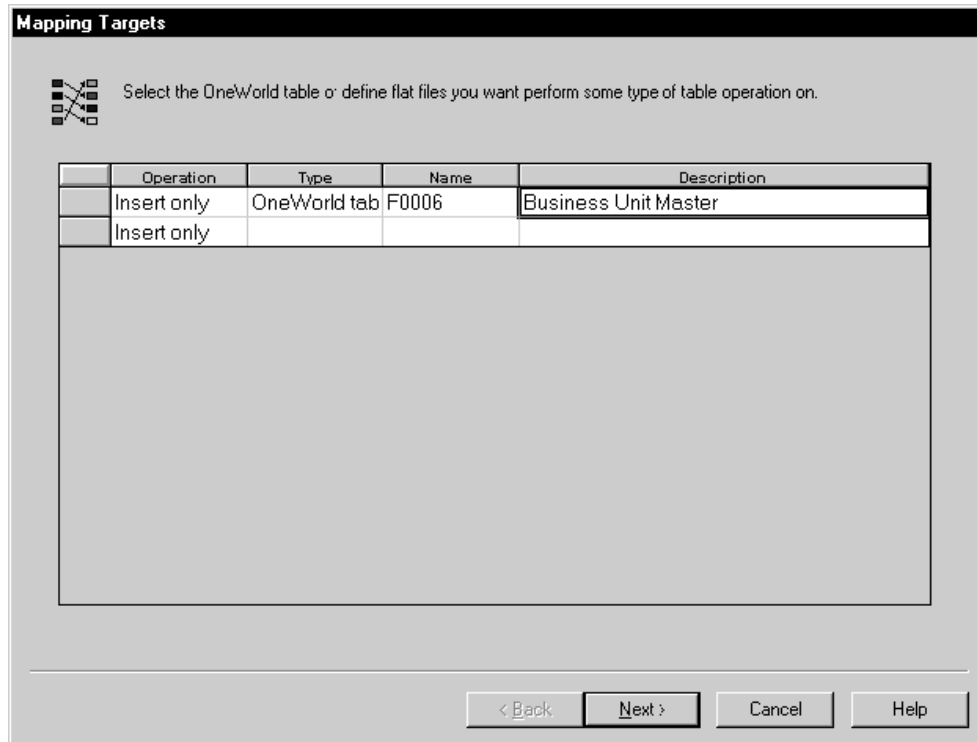 Mapping Targets
Select the OneWorld table or define flat files you want perform some type of table operation on.
Operation Type Name Description
Insert only OneWorld tab F0006 Business Unit Master
Insert only
< Back Next > Cancel Help